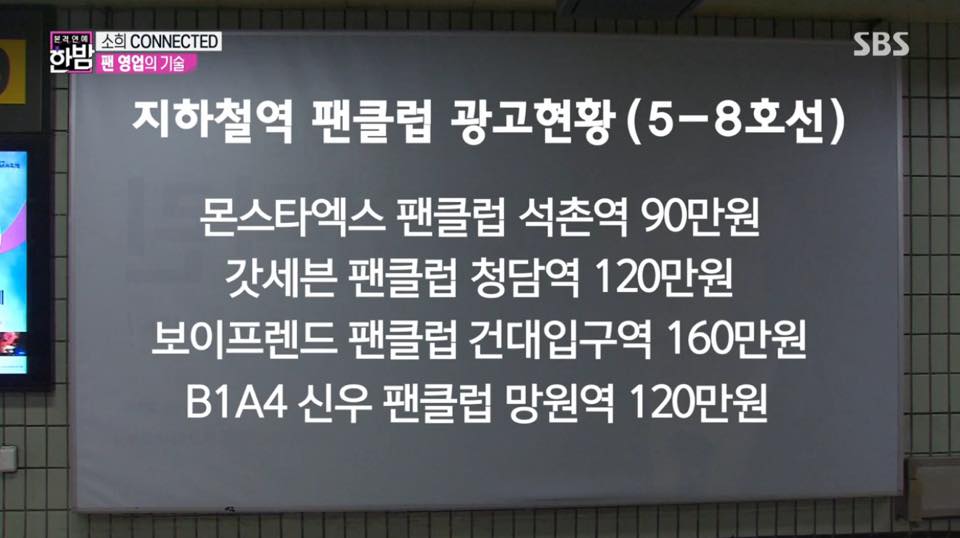 본격연예
한밤
소희 CONNECTED
팬 영업의 기술
SBS
지하철역 팬클럽 광고현황(5-8호선)
몬스타엑스 팬클럽 석촌역 90만원
갓세븐 팬클럽 청담역 120만원
보이프렌드 팬클럽 건대입구역 160만원
B1A4 신우 팬클럽 망원역 120만원